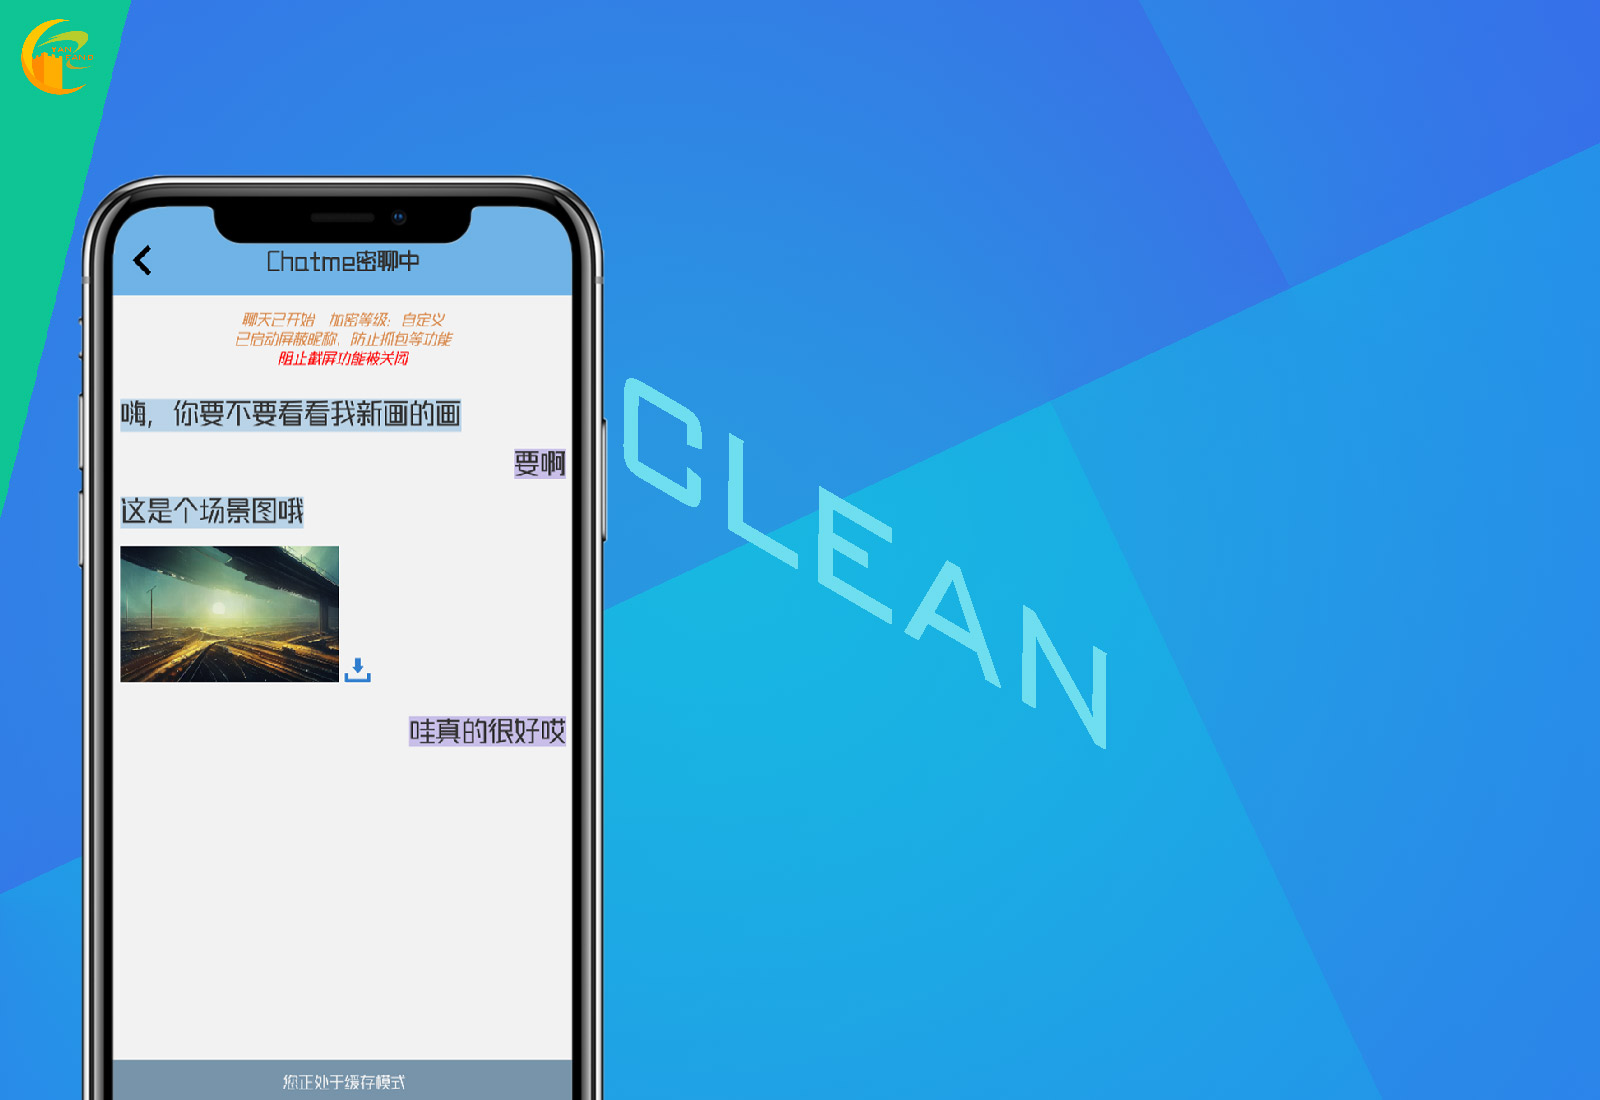 Chatme密聊中
聊天已开始 加密等级：自定义
已启动屏蔽昵称，防止抓包等功能
阻止截屏功能被关闭
嗨，你要不要看看我新画的画
要啊
这是个场景图哦
哇真的很好哎
您正处于缓存模式
CLEAN